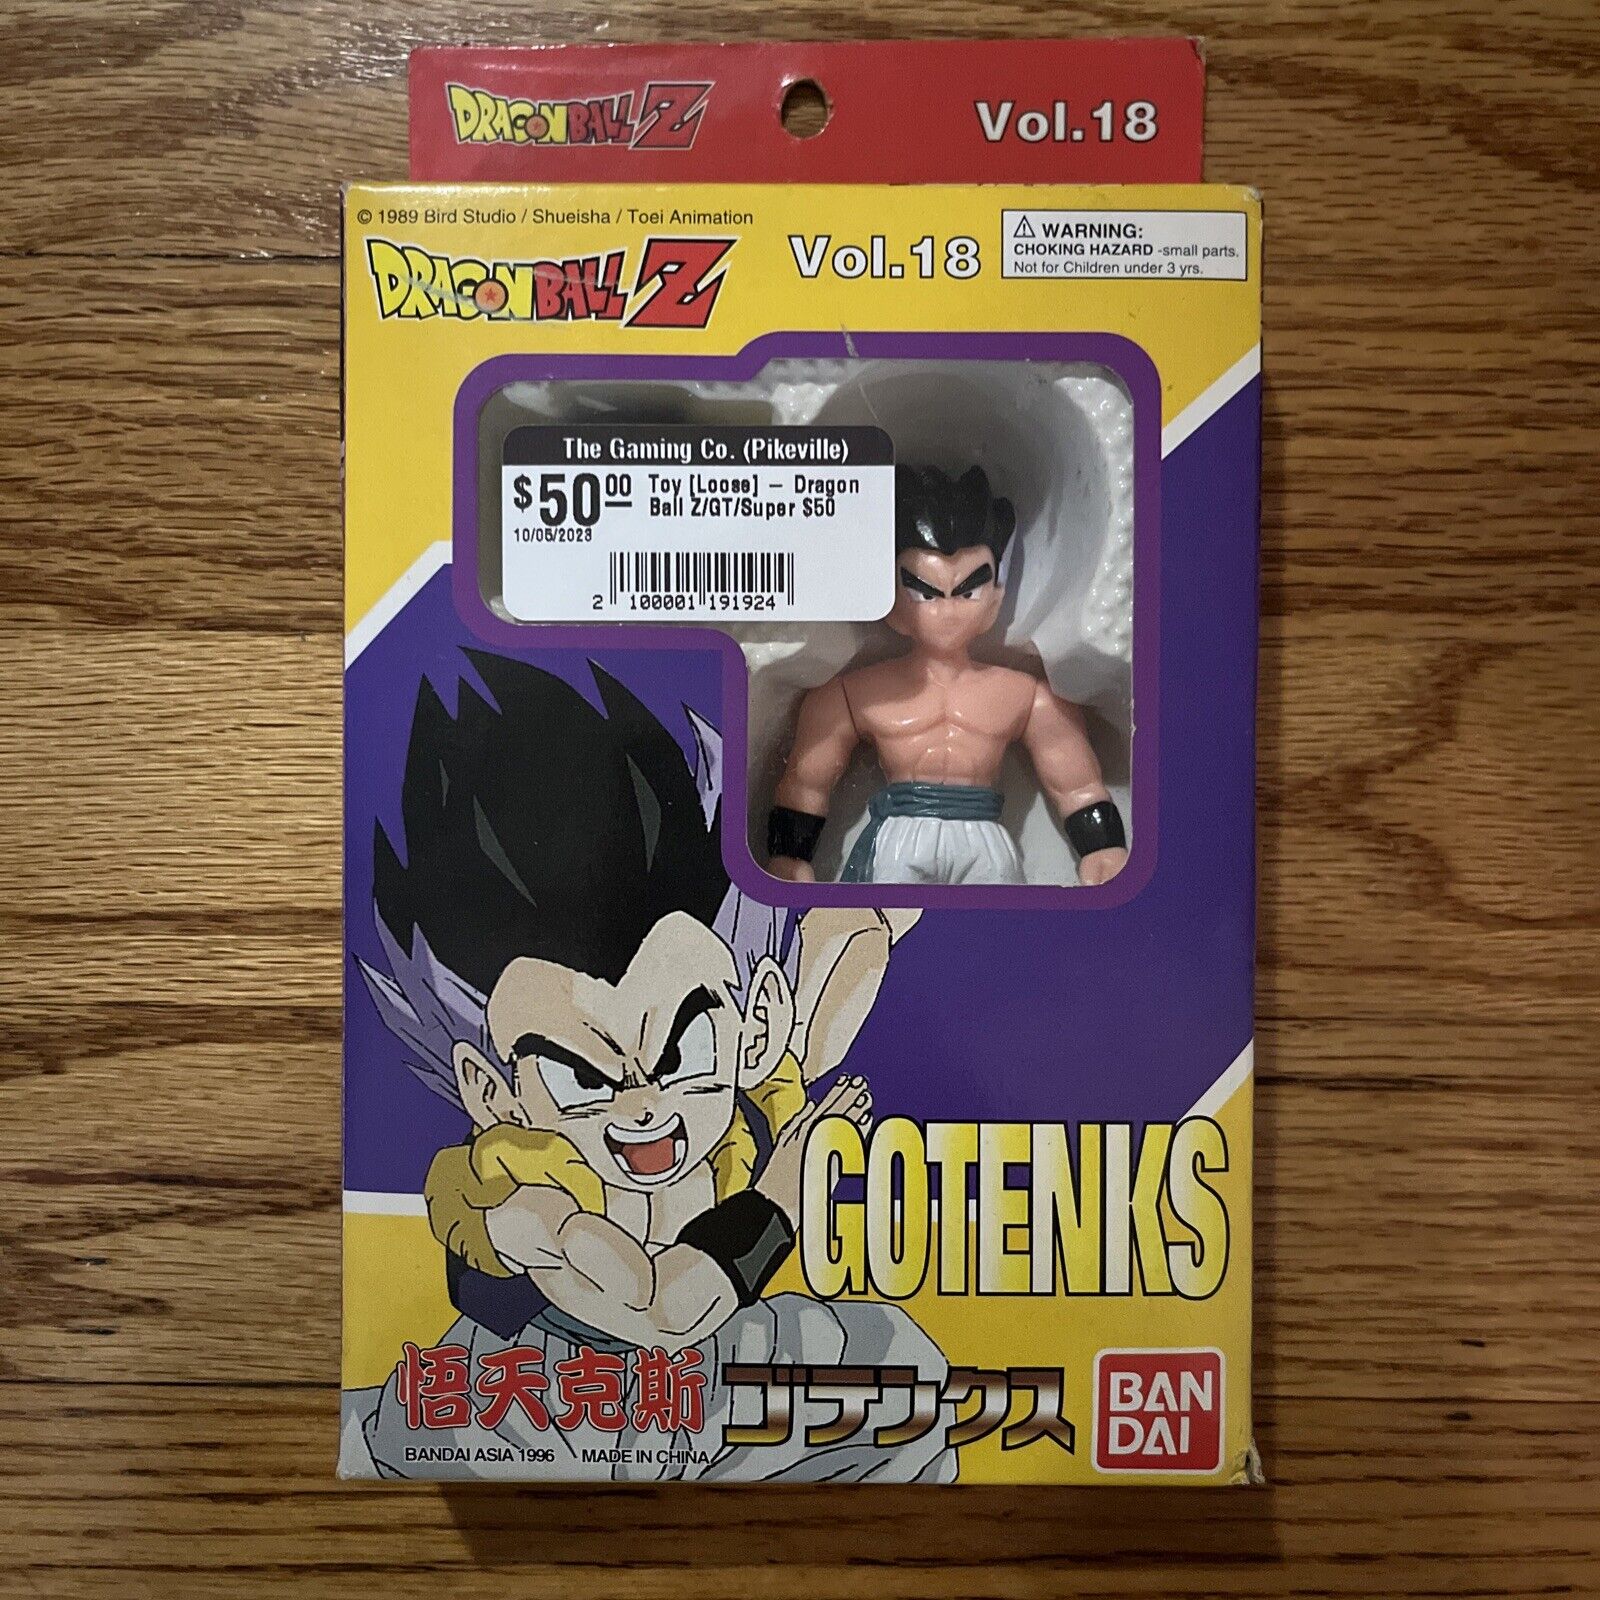 DRAGON BALL Z
Vol.18
© 1989 Bird Studio / Shueisha / Toei Animation
DRAGON BALL Z
Vol.18
⚠ WARNING:
CHOKING HAZARD -small parts.
Not for Children under 3 yrs.
The Gaming Co. (Pikeville)
$50.00
Toy [Loose] – Dragon
Ball Z/GT/Super $50
10/05/2023
2 100001 191924
GOTENKS
悟天克斯
ゴテンクス
BAN
DAI
BANDAI ASIA 1996 MADE IN CHINA